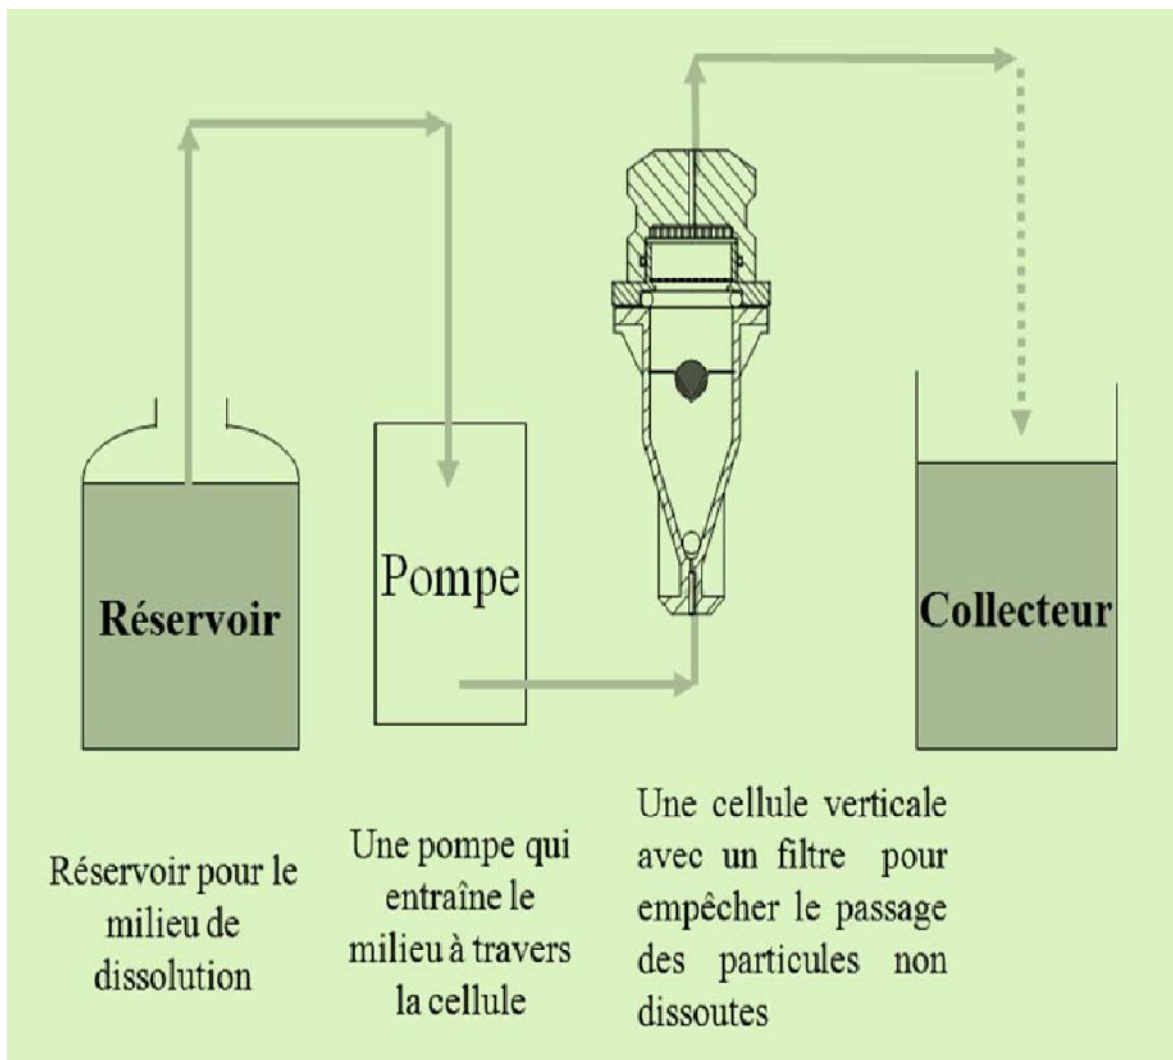 Réservoir
Pompe
Collecteur
Réservoir pour le
milieu de
dissolution
Une pompe qui
entraîne le
milieu à travers
la cellule
Une cellule verticale
avec un filtre pour
empêcher le passage
des particules non
dissoutes